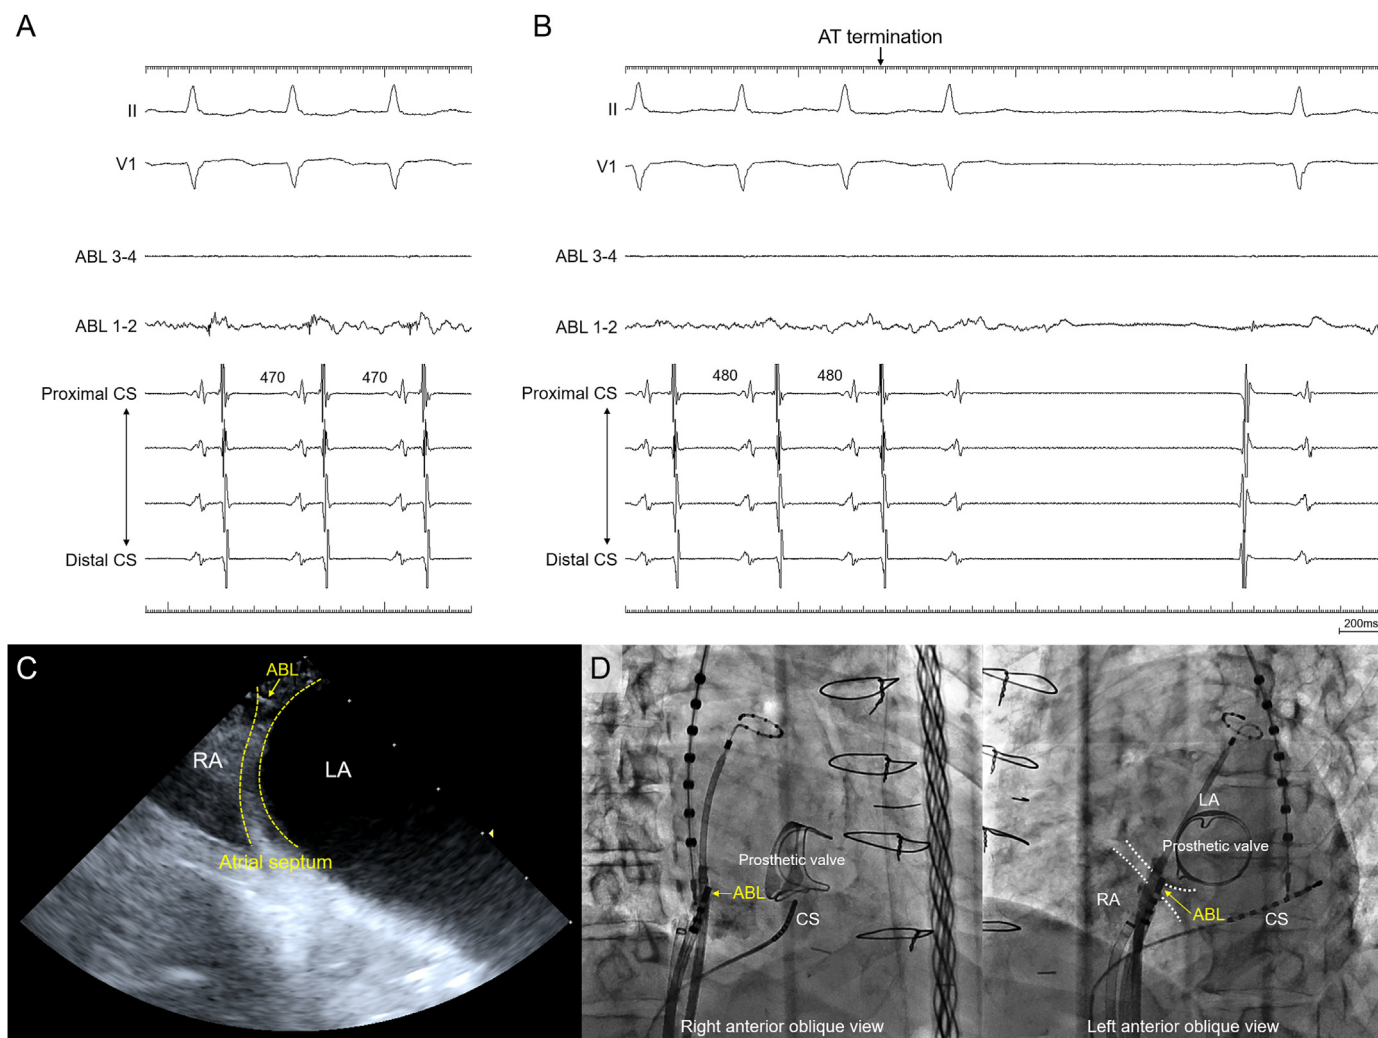 A
B
AT termination
II
II
V1
V1
ABL 3-4
ABL 3-4
ABL 1-2
ABL 1-2
470
470
480
480
Proximal CS
Proximal CS
Distal CS
Distal CS
200ms
C
ABL
RA
LA
Atrial septum
D
Prosthetic valve
ABL
CS
Right anterior oblique view
LA
Prosthetic valve
RA
ABL
CS
Left anterior oblique view